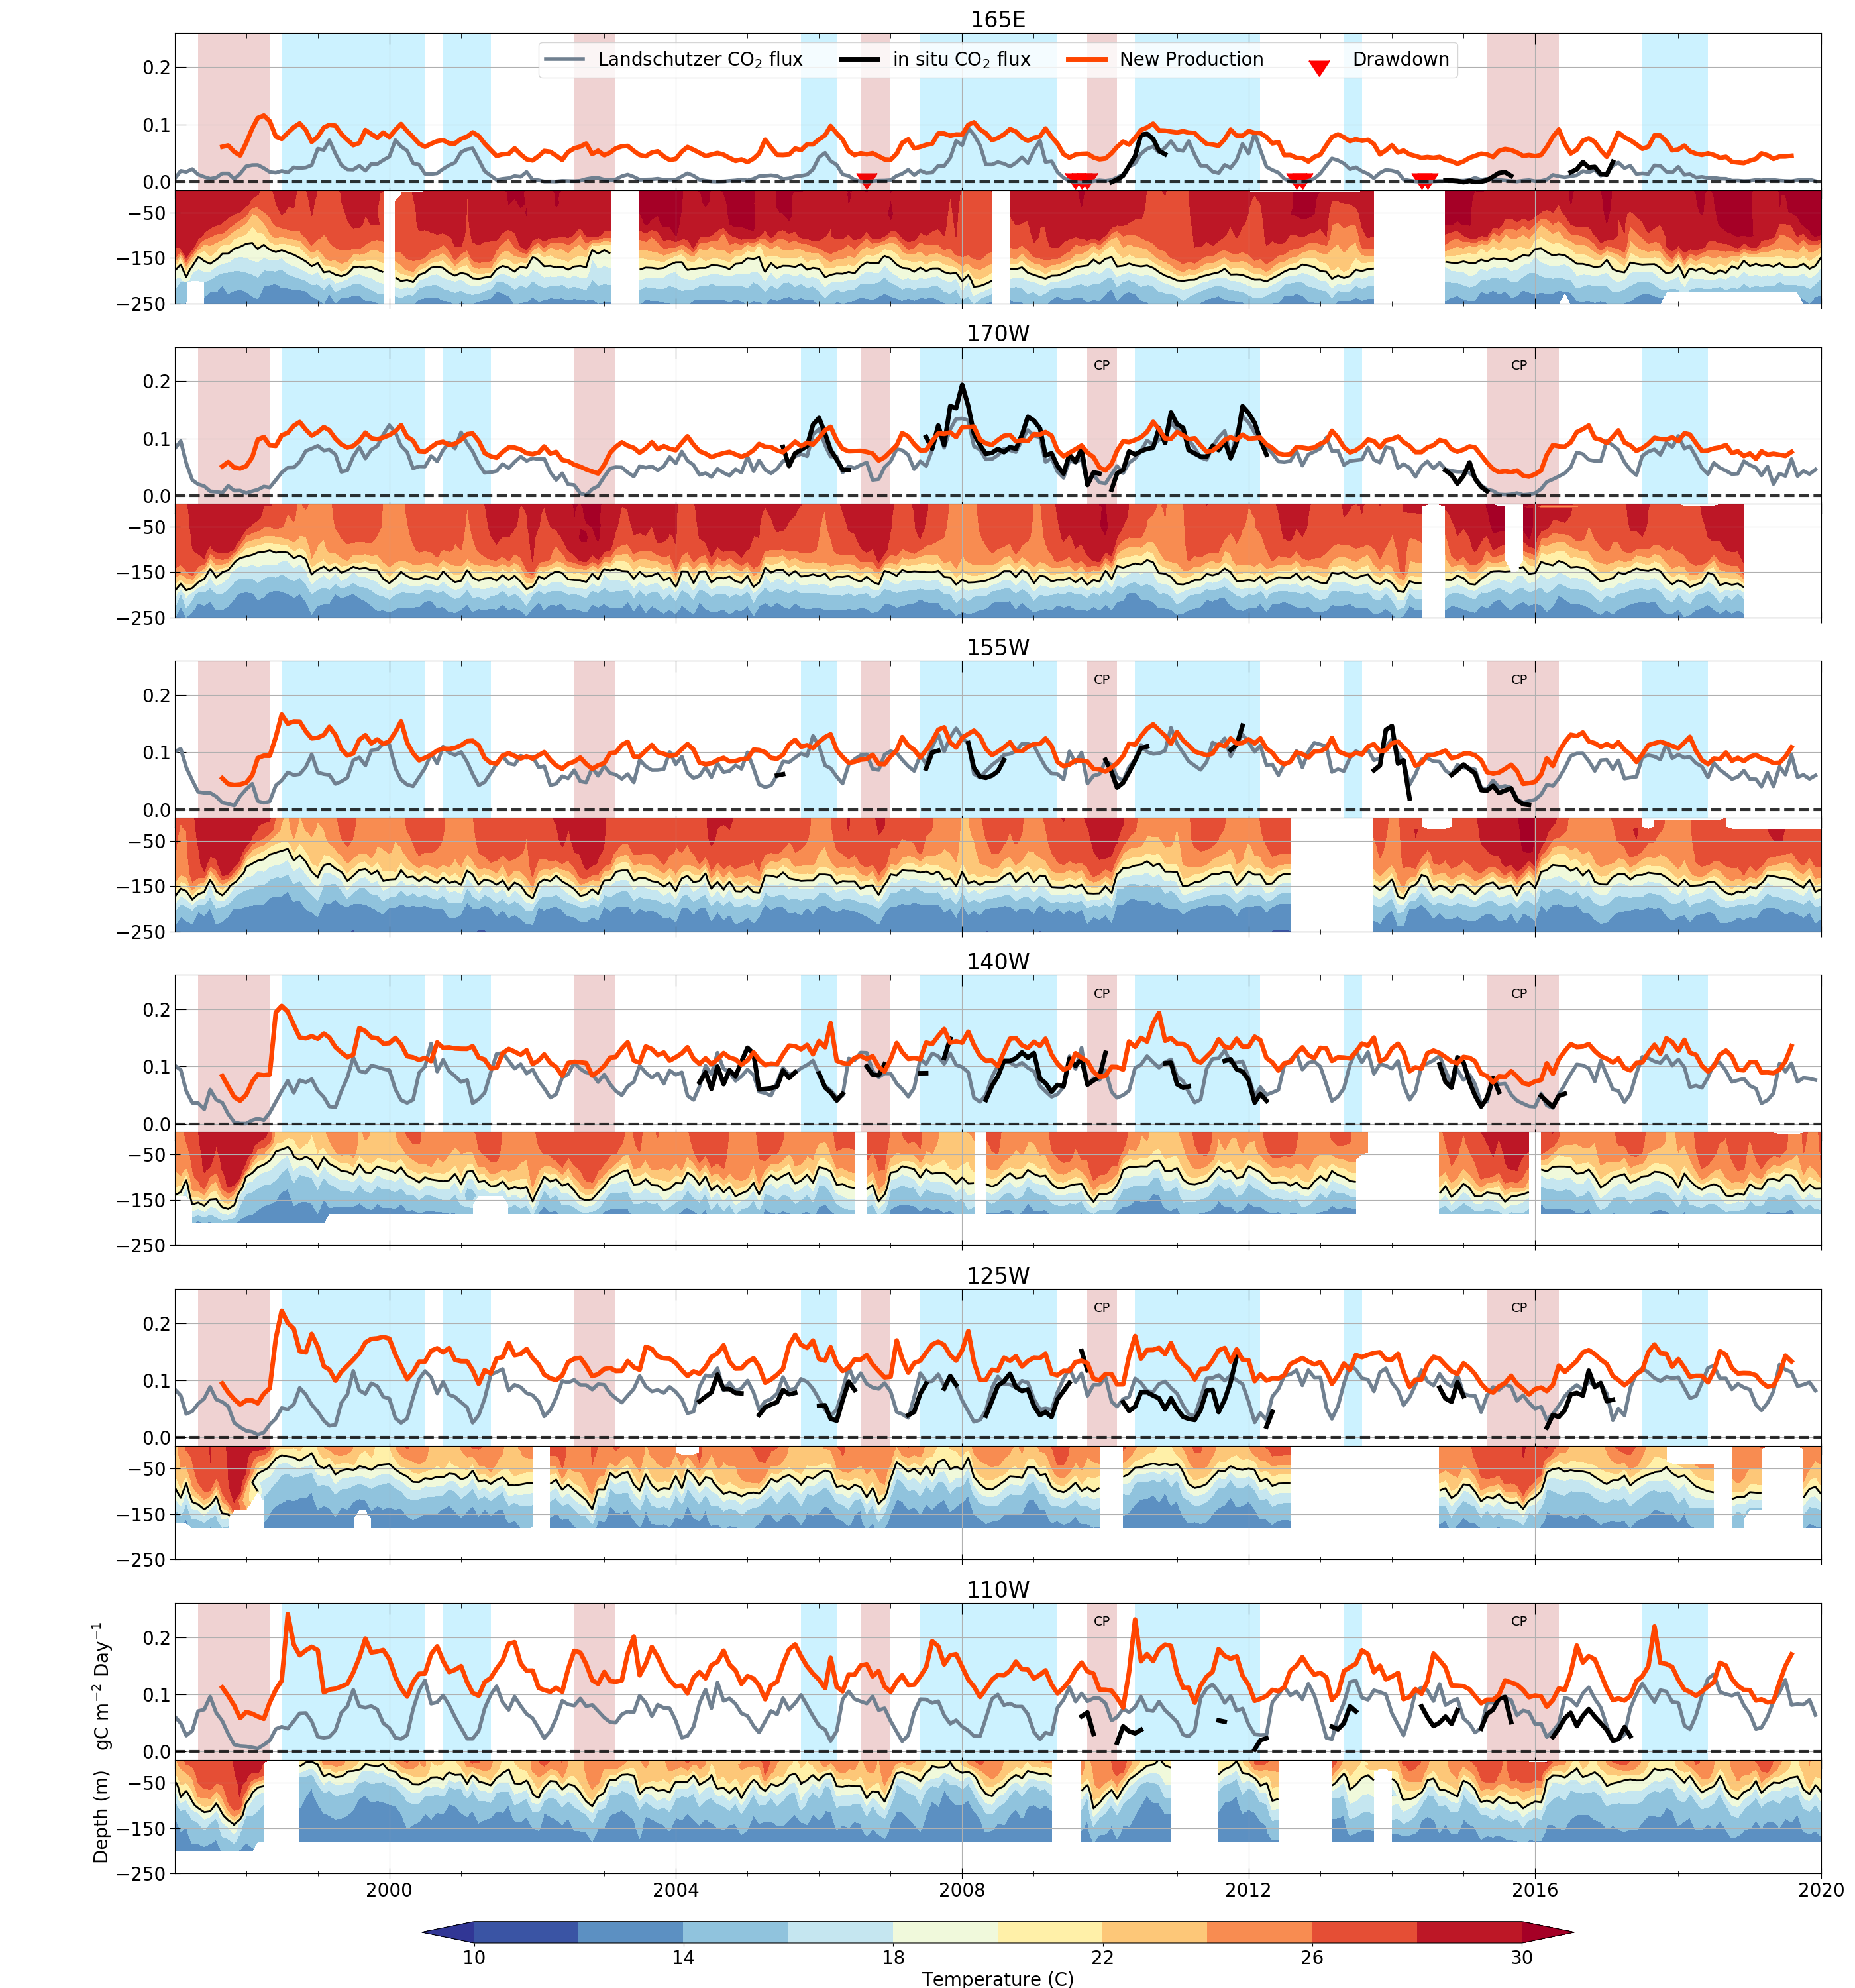 165E
Landschutzer CO₂ flux in situ CO₂ flux New Production Drawdown
0.2
0.1
0.0
−50
−150
−250
170W
CP CP
0.2
0.1
0.0
−50
−150
−250
155W
CP CP
0.2
0.1
0.0
−50
−150
−250
140W
CP CP
0.2
0.1
0.0
−50
−150
−250
125W
CP CP
0.2
0.1
0.0
−50
−150
−250
110W
CP CP
gC m⁻² Day⁻¹
0.2
0.1
0.0
Depth (m)
−50
−150
−250
2000 2004 2008 2012 2016 2020
10 14 18 22 26 30
Temperature (C)